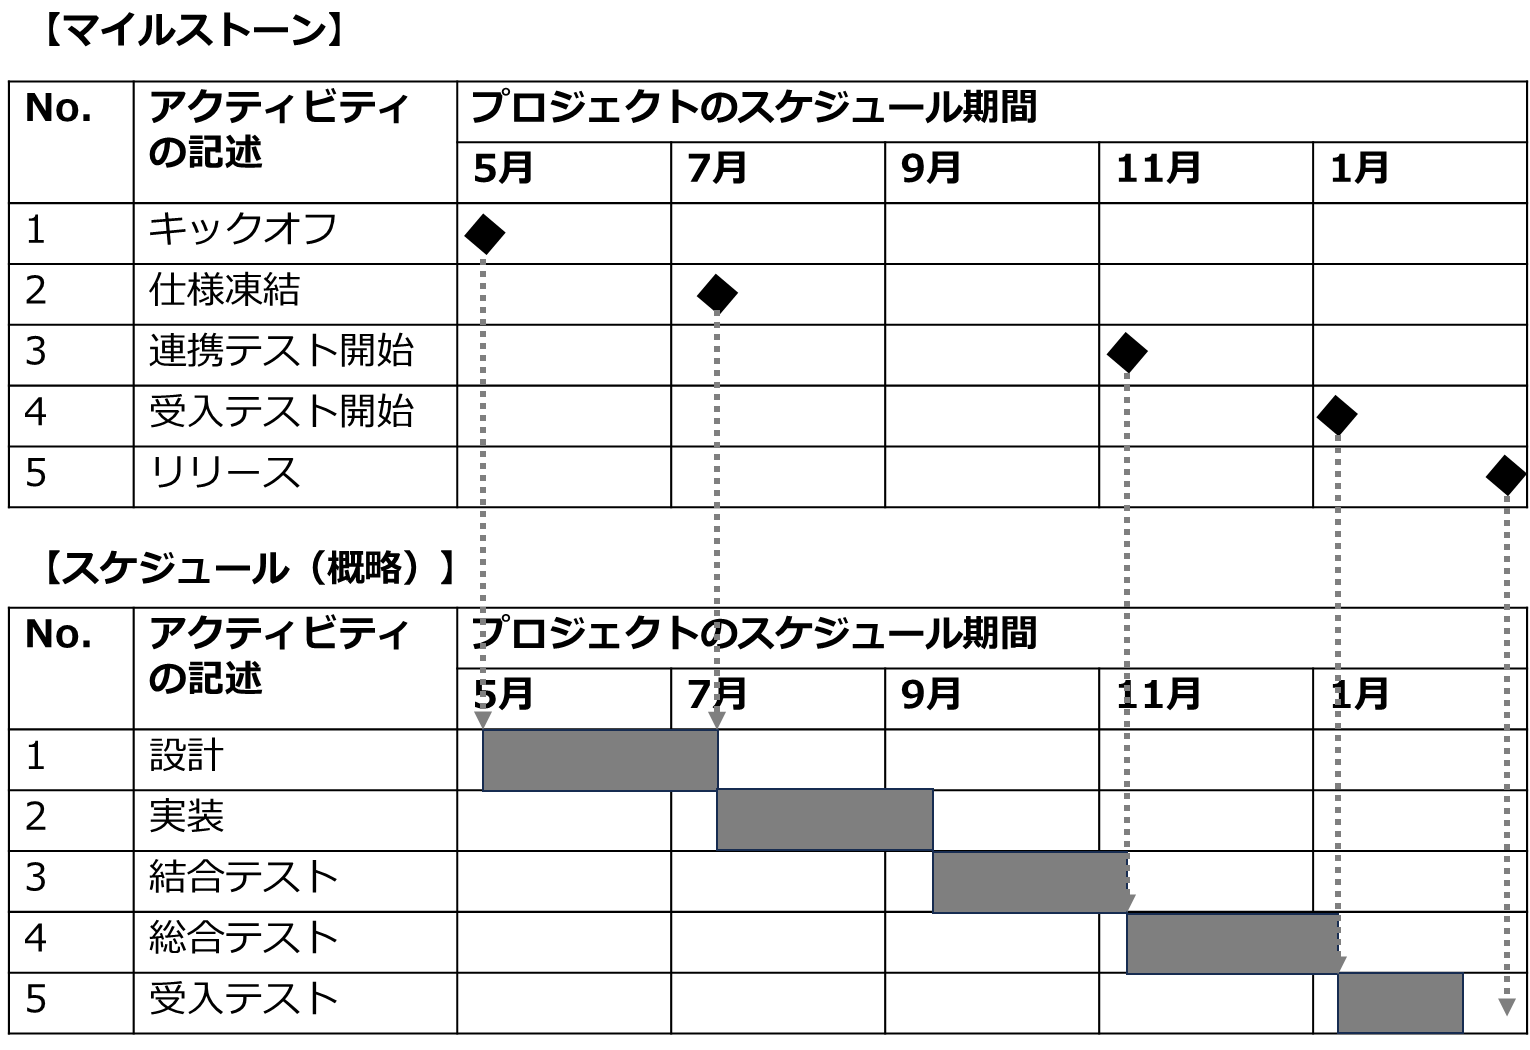 【マイルストーン】
No. アクティビティ プロジェクトのスケジュール期間
の記述
5月 7月 9月 11月 1月
1 キックオフ
2 仕様凍結
3 連携テスト開始
4 受入テスト開始
5 リリース
【スケジュール（概略）】
No. アクティビティ プロジェクトのスケジュール期間
の記述
5月 7月 9月 11月 1月
1 設計
2 実装
3 結合テスト
4 総合テスト
5 受入テスト